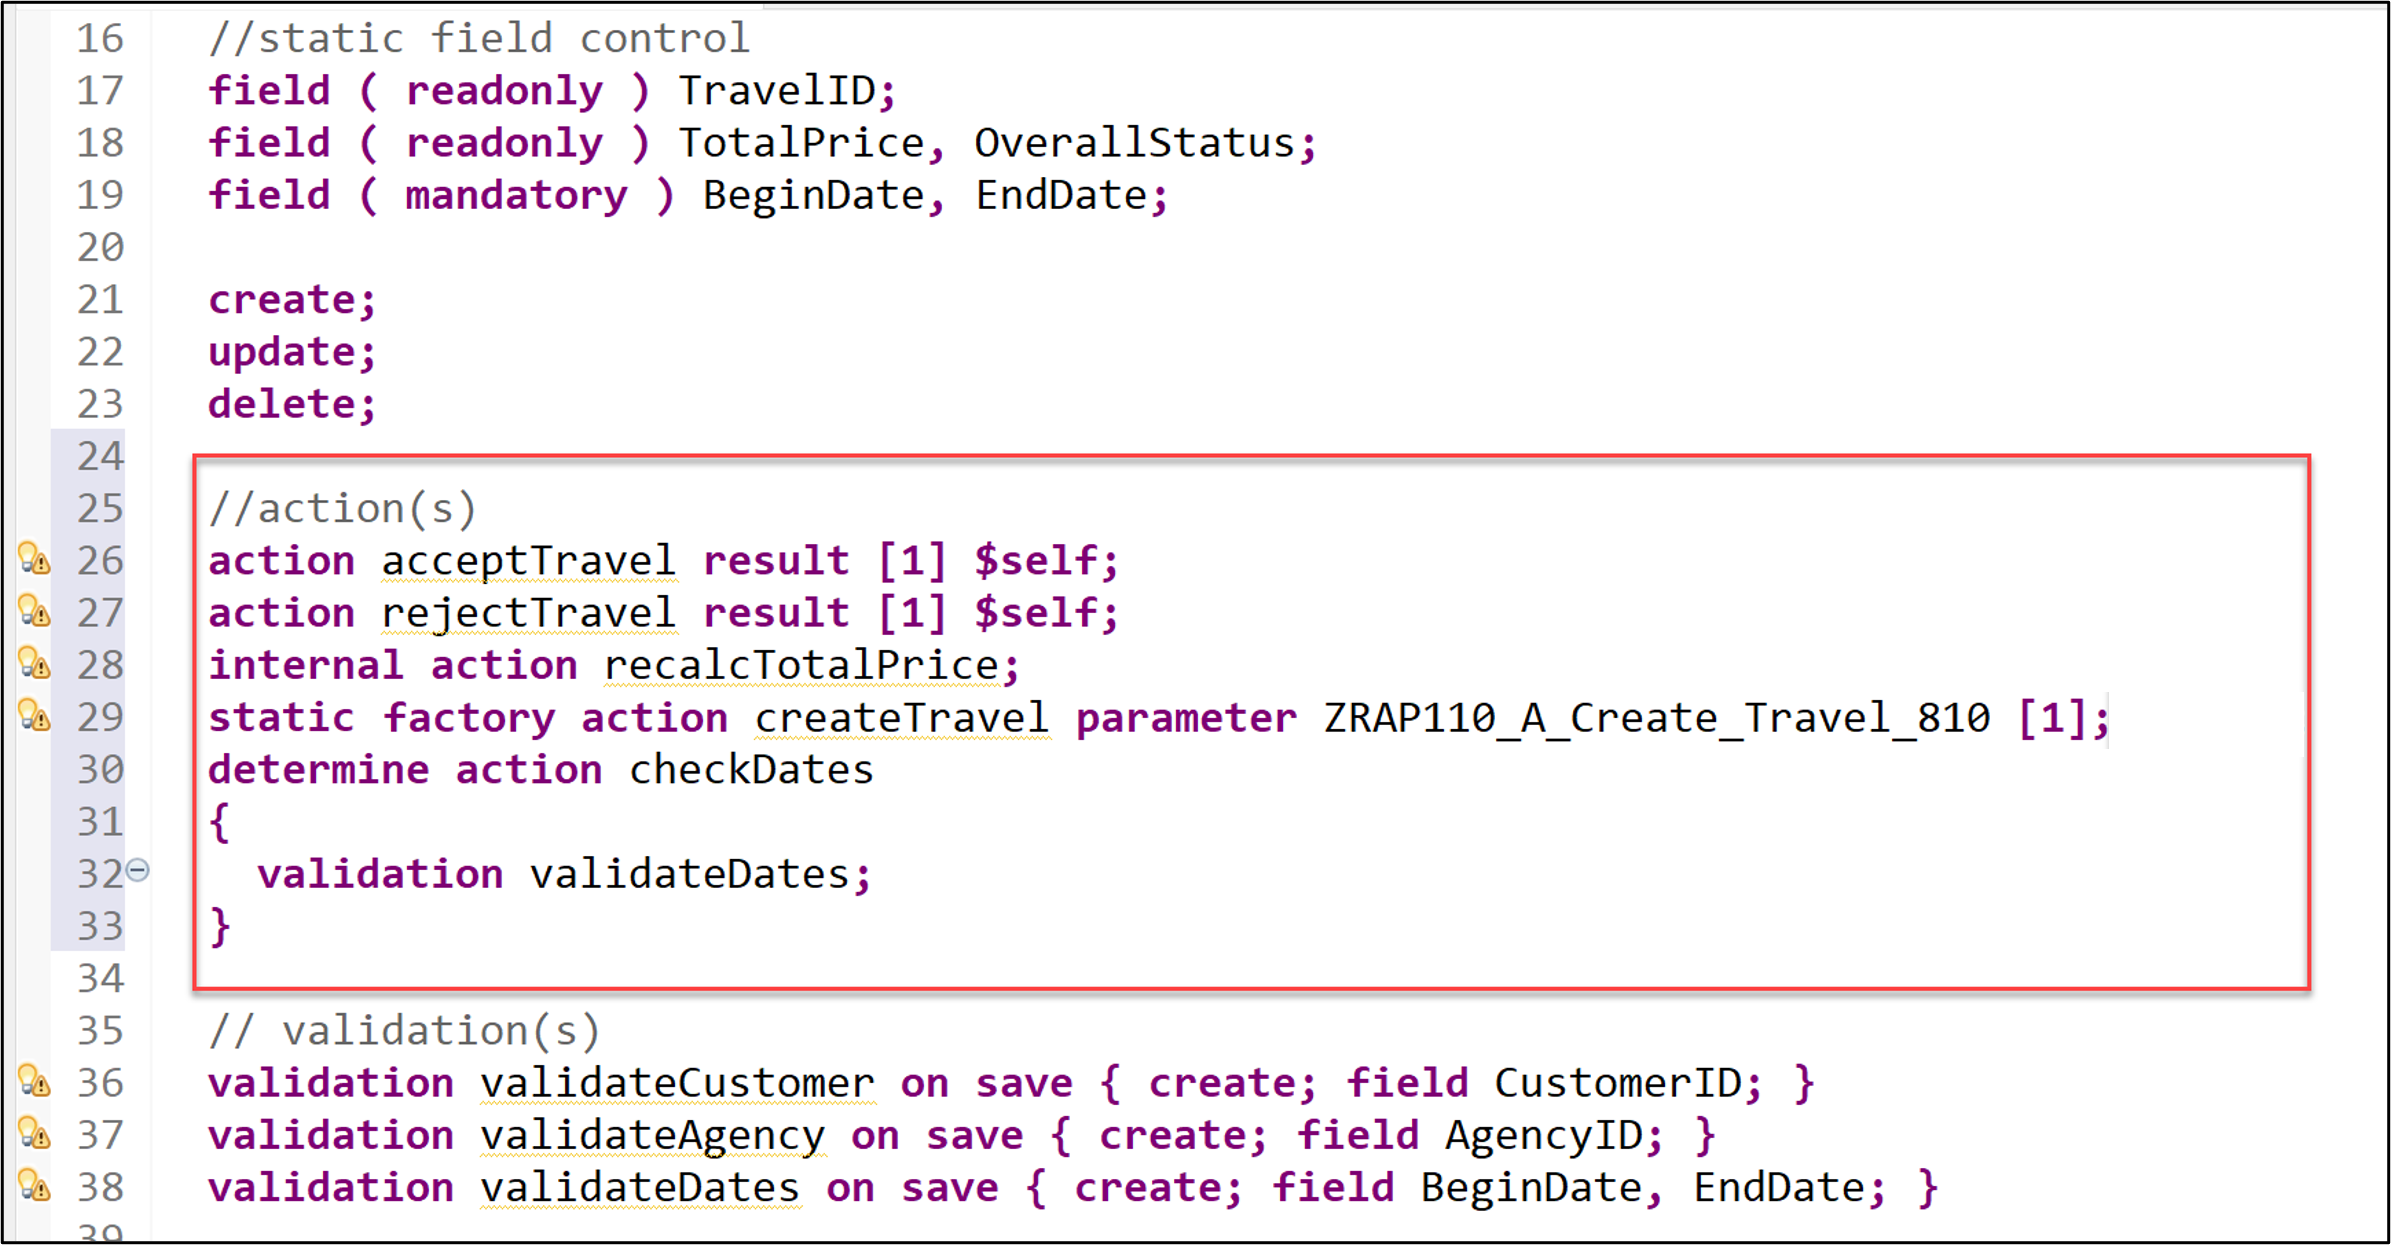 16 //static field control
17 field ( readonly ) TravelID;
18 field ( readonly ) TotalPrice, OverallStatus;
19 field ( mandatory ) BeginDate, EndDate;
20
21 create;
22 update;
23 delete;
24
25 //action(s)
26 action acceptTravel result [1] $self;
27 action rejectTravel result [1] $self;
28 internal action recalcTotalPrice;
29 static factory action createTravel parameter ZRAP110_A_Create_Travel_810 [1];
30 determine action checkDates
31 {
32 validation validateDates;
33 }
34
35 // validation(s)
36 validation validateCustomer on save { create; field CustomerID; }
37 validation validateAgency on save { create; field AgencyID; }
38 validation validateDates on save { create; field BeginDate, EndDate; }
39